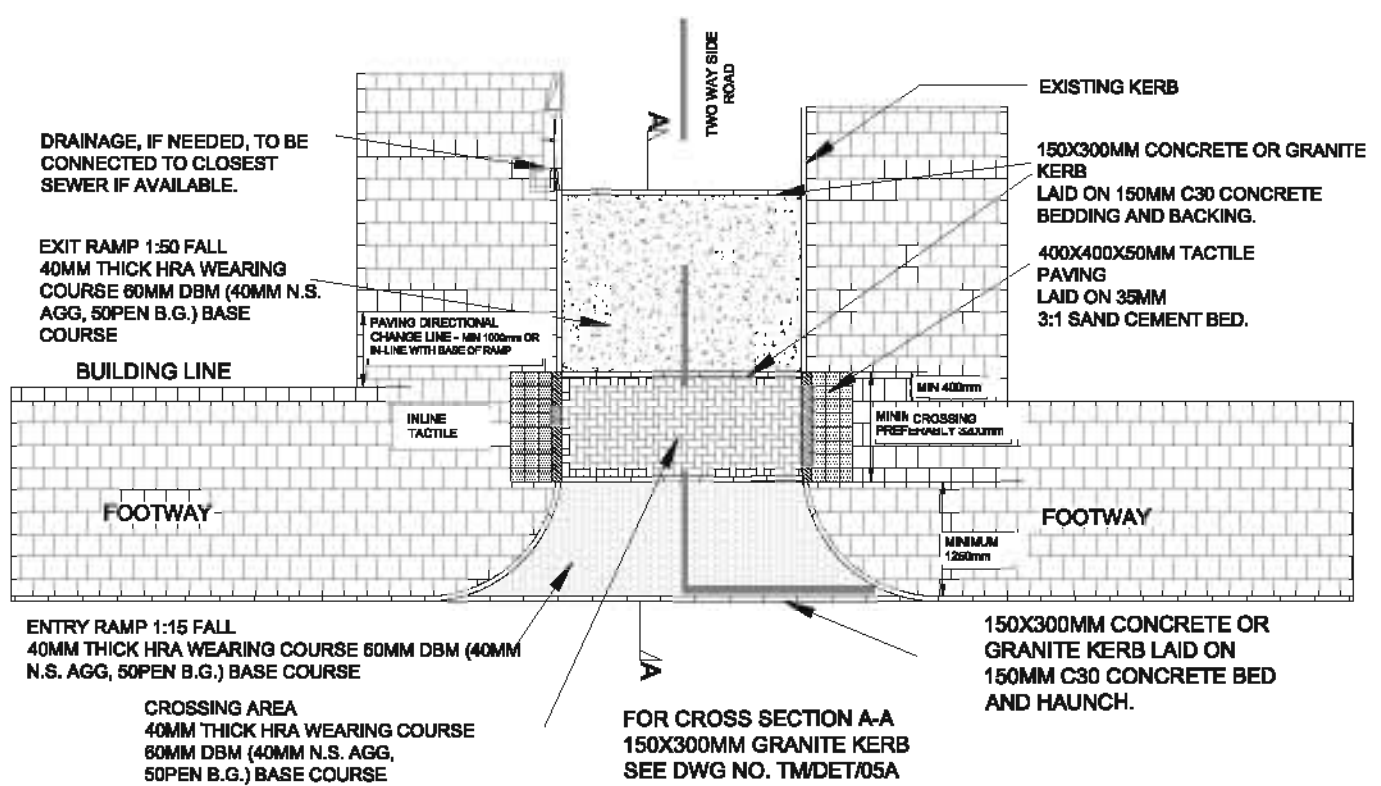 TWO WAY SIDE
ROAD
A
EXISTING KERB
DRAINAGE, IF NEEDED, TO BE
CONNECTED TO CLOSEST
SEWER IF AVAILABLE.
150X300MM CONCRETE OR GRANITE
KERB
LAID ON 150MM C30 CONCRETE
BEDDING AND BACKING.
EXIT RAMP 1:50 FALL
40MM THICK HRA WEARING
COURSE 60MM DBM (40MM N.S.
AGG, 50PEN B.G.) BASE
COURSE
400X400X50MM TACTILE
PAVING
LAID ON 35MM
3:1 SAND CEMENT BED.
PAVING DIRECTIONAL
CHANGE LINE - MIN 1000mm OR
IN-LINE WITH BASE OF RAMP
BUILDING LINE
MIN 400mm
INLINE
TACTILE
CROSSING
PREFERABLY
FOOTWAY
FOOTWAY
MINIMUM
1250mm
ENTRY RAMP 1:15 FALL
40MM THICK HRA WEARING COURSE 60MM DBM (40MM
N.S. AGG, 50PEN B.G.) BASE COURSE
A
150X300MM CONCRETE OR
GRANITE KERB LAID ON
150MM C30 CONCRETE BED
AND HAUNCH.
CROSSING AREA
40MM THICK HRA WEARING COURSE
60MM DBM (40MM N.S. AGG,
50PEN B.G.) BASE COURSE
FOR CROSS SECTION A-A
150X300MM GRANITE KERB
SEE DWG NO. TM/DET/05A